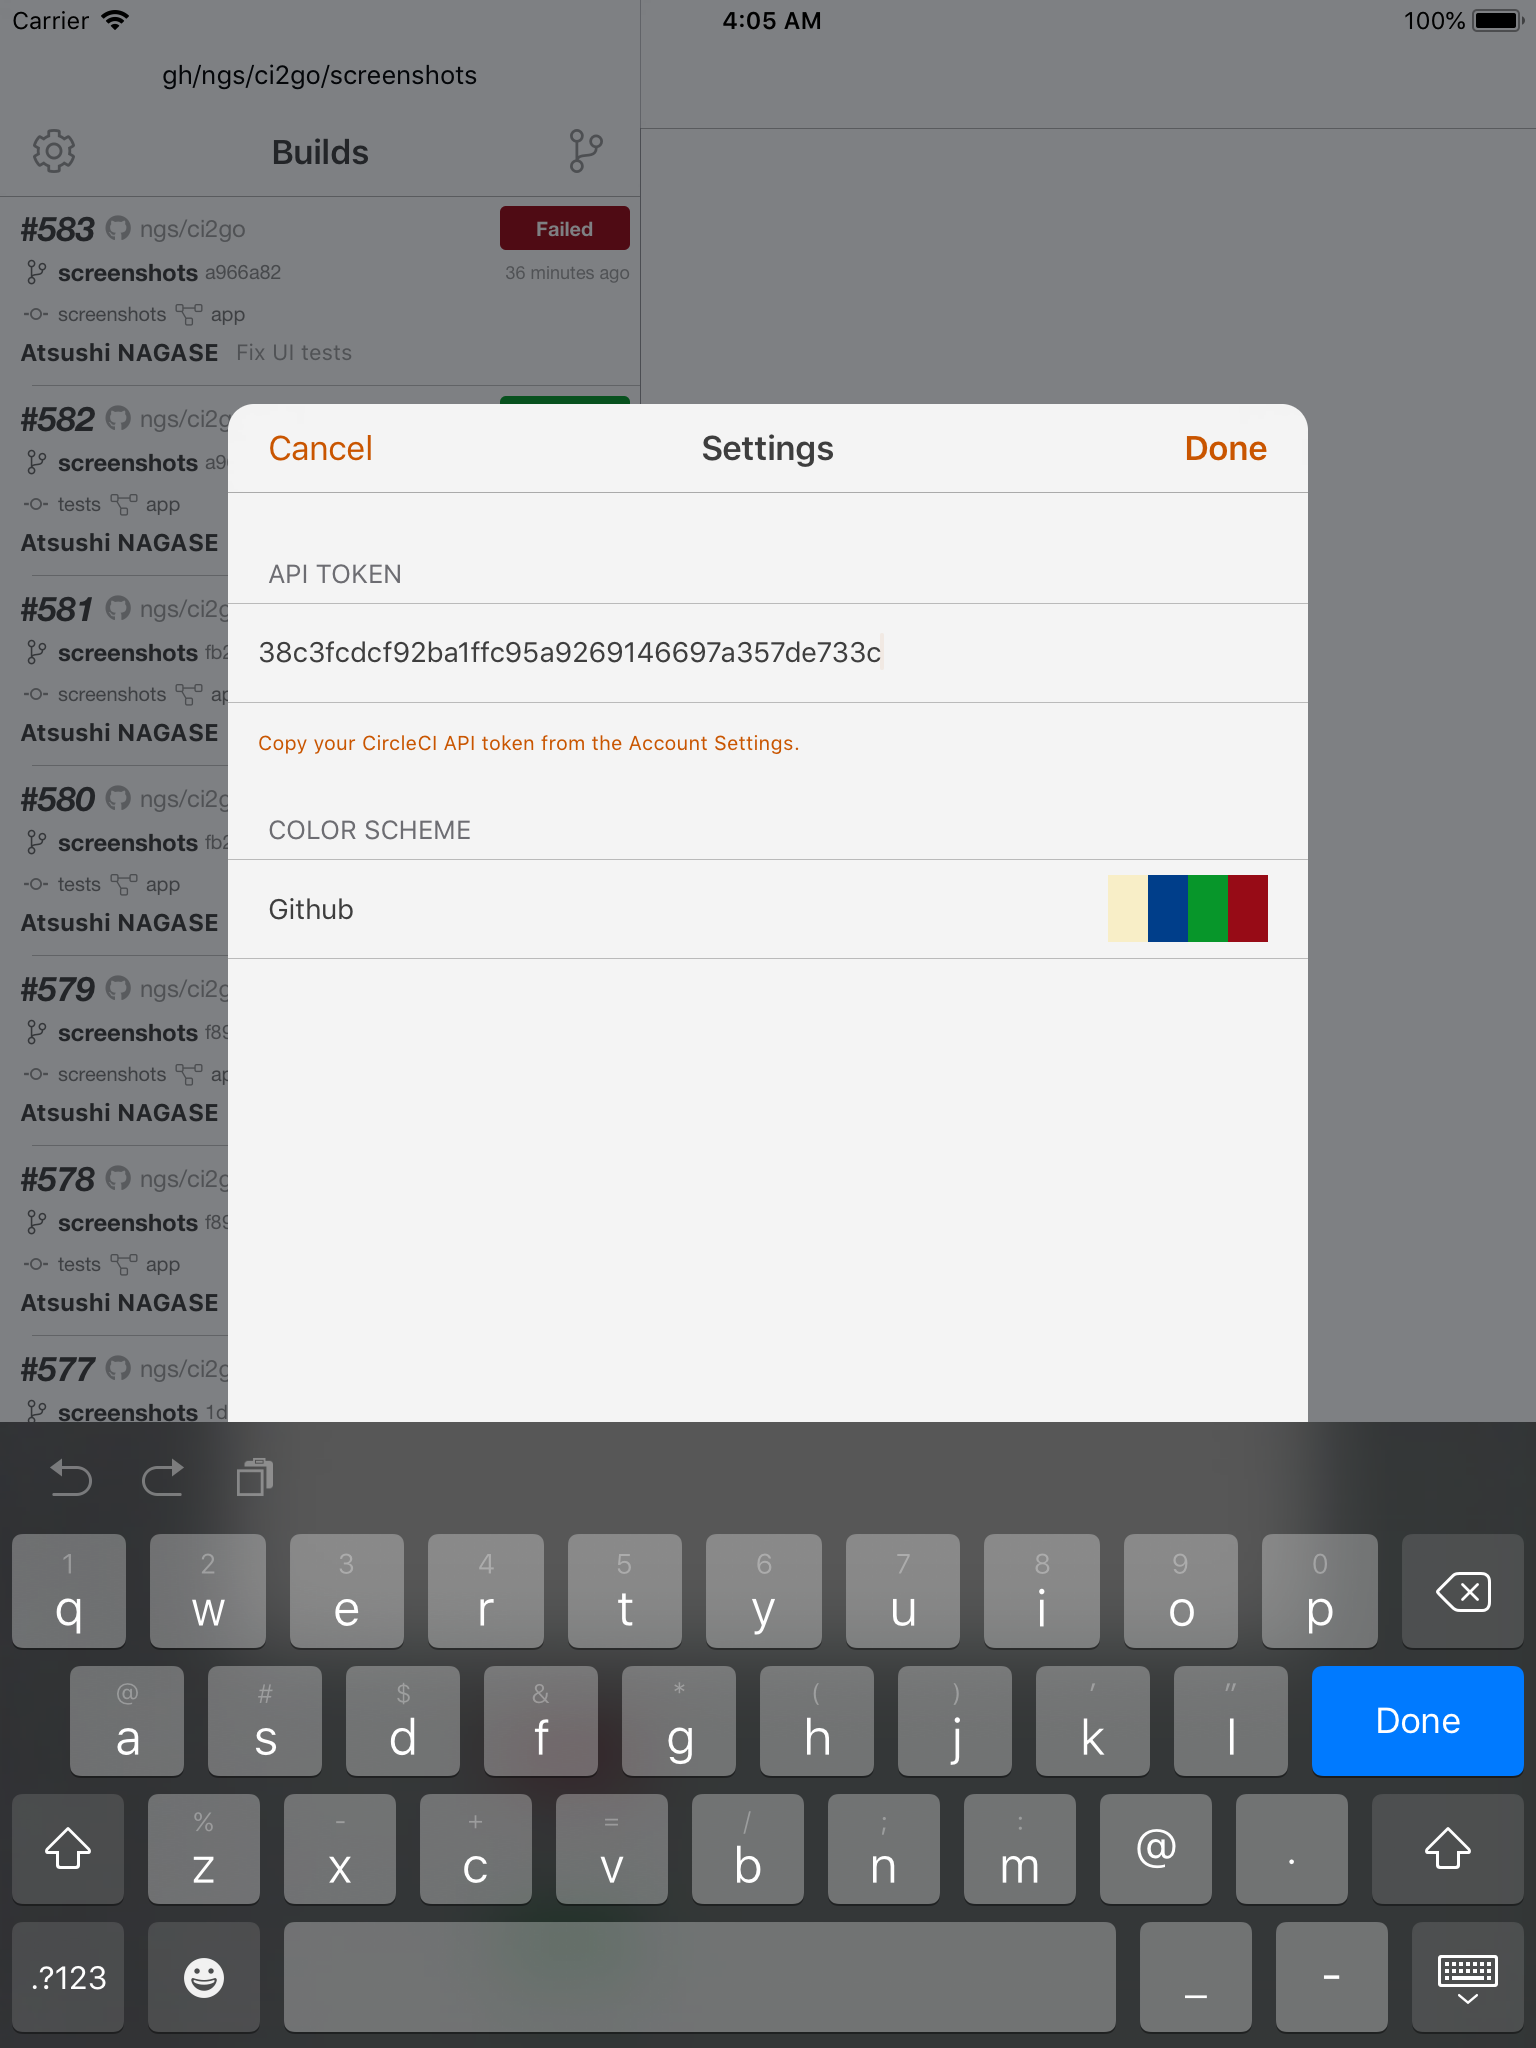 Carrier 4:05 AM 100%
gh/ngs/ci2go/screenshots
Builds
#583 ngs/ci2go Failed
screenshots a966a82 36 minutes ago
screenshots app
Atsushi NAGASE Fix UI tests
#582 ngs/ci2g
screenshots a9
tests app
Atsushi NAGASE
#581 ngs/ci2g
screenshots fb2
screenshots ap
Atsushi NAGASE
#580 ngs/ci2g
screenshots fb2
tests app
Atsushi NAGASE
#579 ngs/ci2g
screenshots f89
screenshots ap
Atsushi NAGASE
#578 ngs/ci2g
screenshots f89
tests app
Atsushi NAGASE
#577 ngs/ci2g
screenshots 1d
Cancel Settings Done
API TOKEN
38c3fcdcf92ba1ffc95a9269146697a357de733c
Copy your CircleCI API token from the Account Settings.
COLOR SCHEME
Github
1 2 3 4 5 6 7 8 9 0
q w e r t y u i o p
@ # $ & * ( ) ' "
a s d f g h j k l Done
% - + = / ; :
z x c v b n m @ .
.?123 _ -